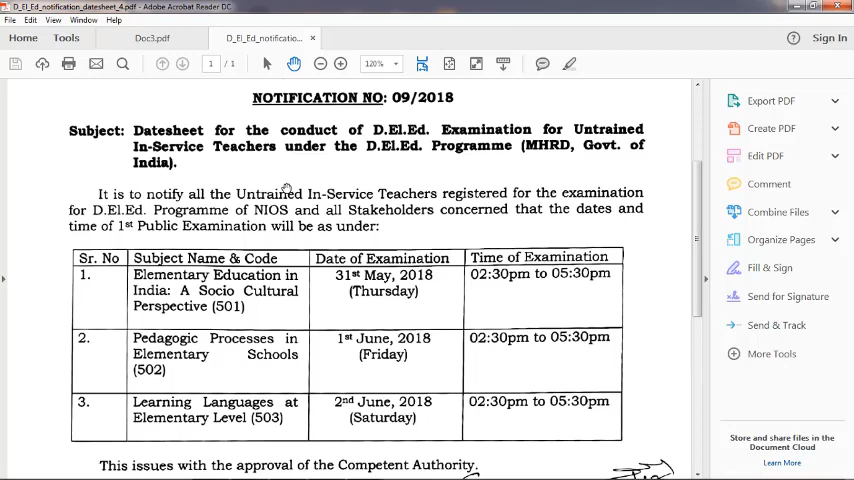 D_El_Ed_notification_datesheet_4.pdf - Adobe Acrobat Reader DC
File Edit View Window Help
Home Tools Doc3.pdf D_El_Ed_notificatio... × Sign In
1 / 1 120%
NOTIFICATION NO: 09/2018
Subject: Datesheet for the conduct of D.El.Ed. Examination for Untrained
In-Service Teachers under the D.El.Ed. Programme (MHRD, Govt. of
India).
It is to notify all the Untrained In-Service Teachers registered for the examination
for D.El.Ed. Programme of NIOS and all Stakeholders concerned that the dates and
time of 1st Public Examination will be as under:
Sr. No Subject Name & Code Date of Examination Time of Examination
1. Elementary Education in 31st May, 2018 02:30pm to 05:30pm
India: A Socio Cultural (Thursday)
Perspective (501)
2. Pedagogic Processes in 1st June, 2018 02:30pm to 05:30pm
Elementary Schools (Friday)
(502)
3. Learning Languages at 2nd June, 2018 02:30pm to 05:30pm
Elementary Level (503) (Saturday)
This issues with the approval of the Competent Authority.
Export PDF
Create PDF
Edit PDF
Comment
Combine Files
Organize Pages
Fill & Sign
Send for Signature
Send & Track
More Tools
Store and share files in the
Document Cloud
Learn More